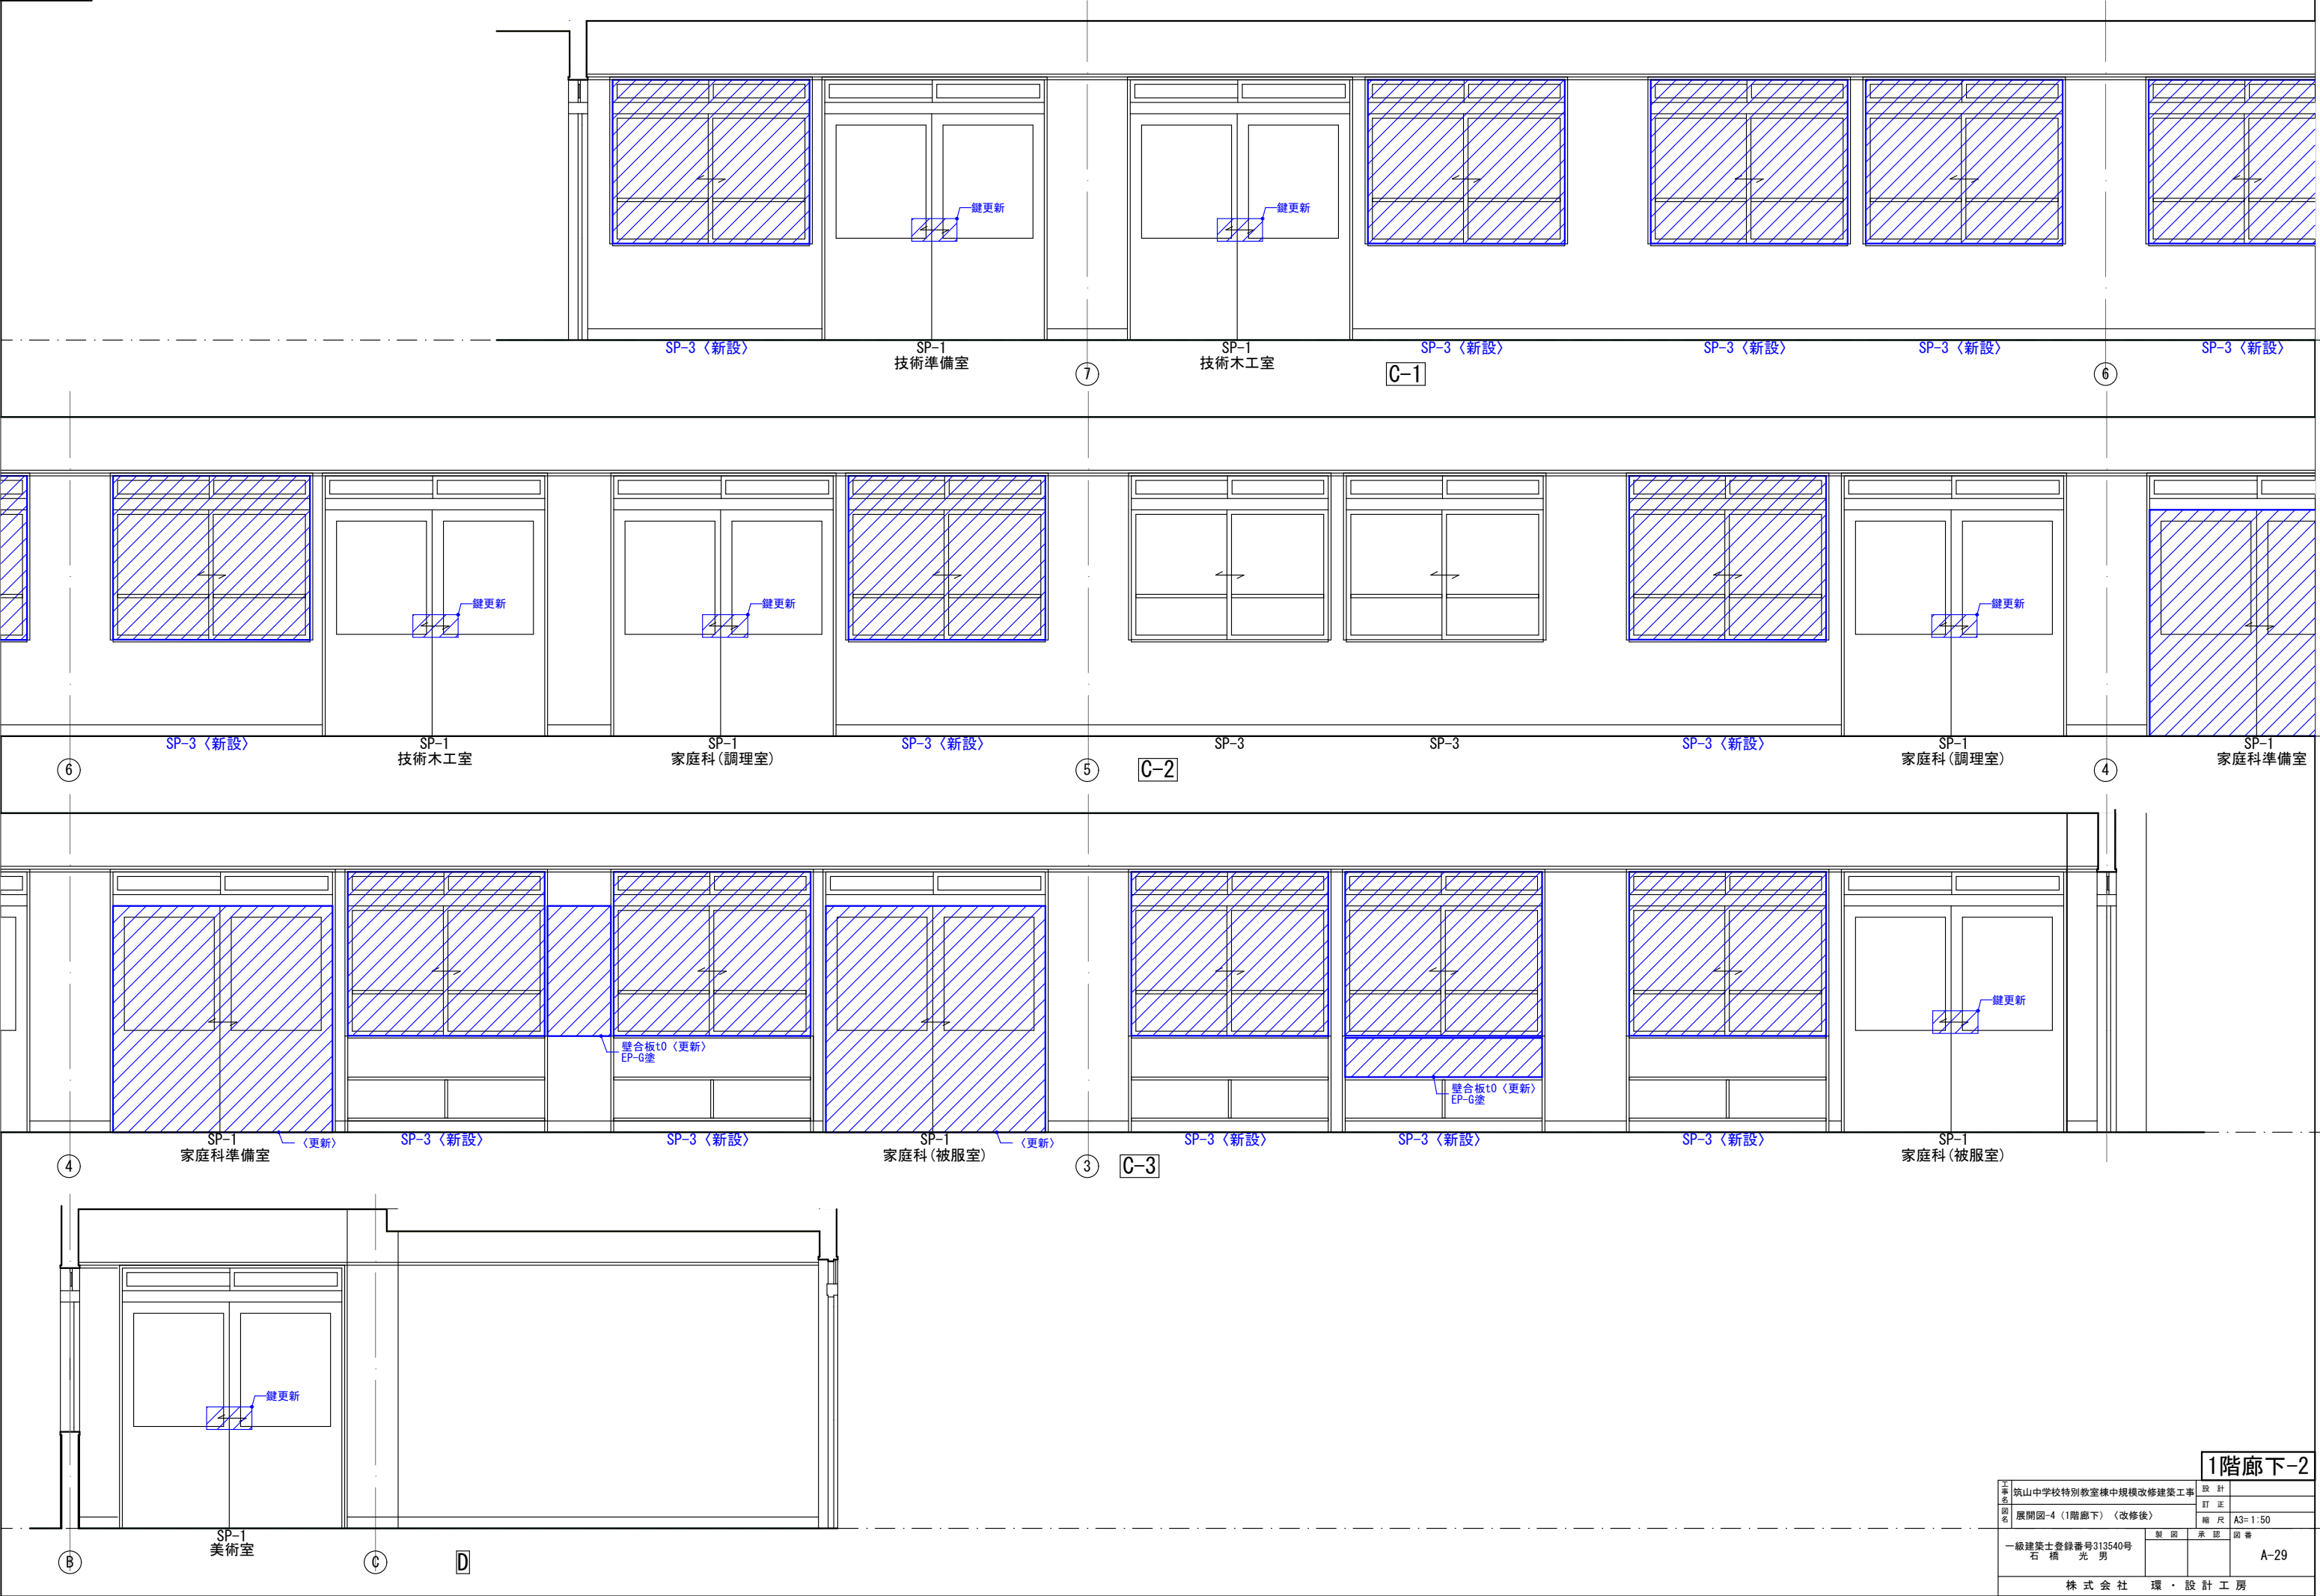 鍵更新
鍵更新
SP-3〈新設〉
SP-1
技術準備室
SP-1
技術木工室
SP-3〈新設〉
SP-3〈新設〉
SP-3〈新設〉
SP-3〈新設〉
7
C-1
6
鍵更新
鍵更新
鍵更新
SP-3〈新設〉
SP-1
技術木工室
SP-1
家庭科(調理室)
SP-3〈新設〉
SP-3
SP-3
SP-3〈新設〉
SP-1
家庭科(調理室)
SP-1
家庭科準備室
6
5
C-2
4
鍵更新
壁合板t0〈更新〉
EP-G塗
壁合板t0〈更新〉
EP-G塗
SP-1
家庭科準備室
〈更新〉
SP-3〈新設〉
SP-3〈新設〉
SP-1
家庭科(被服室)
〈更新〉
SP-3〈新設〉
SP-3〈新設〉
SP-3〈新設〉
SP-1
家庭科(被服室)
4
3
C-3
鍵更新
SP-1
美術室
B
C
D
1階廊下-2
工事名
筑山中学校特別教室棟中規模改修建築工事
設計
訂正
図名
展開図-4（1階廊下）〈改修後〉
縮尺
A3=1:50
製図
承認
図番
一級建築士登録番号313540号
石橋 光男
A-29
株式会社 環・設計工房